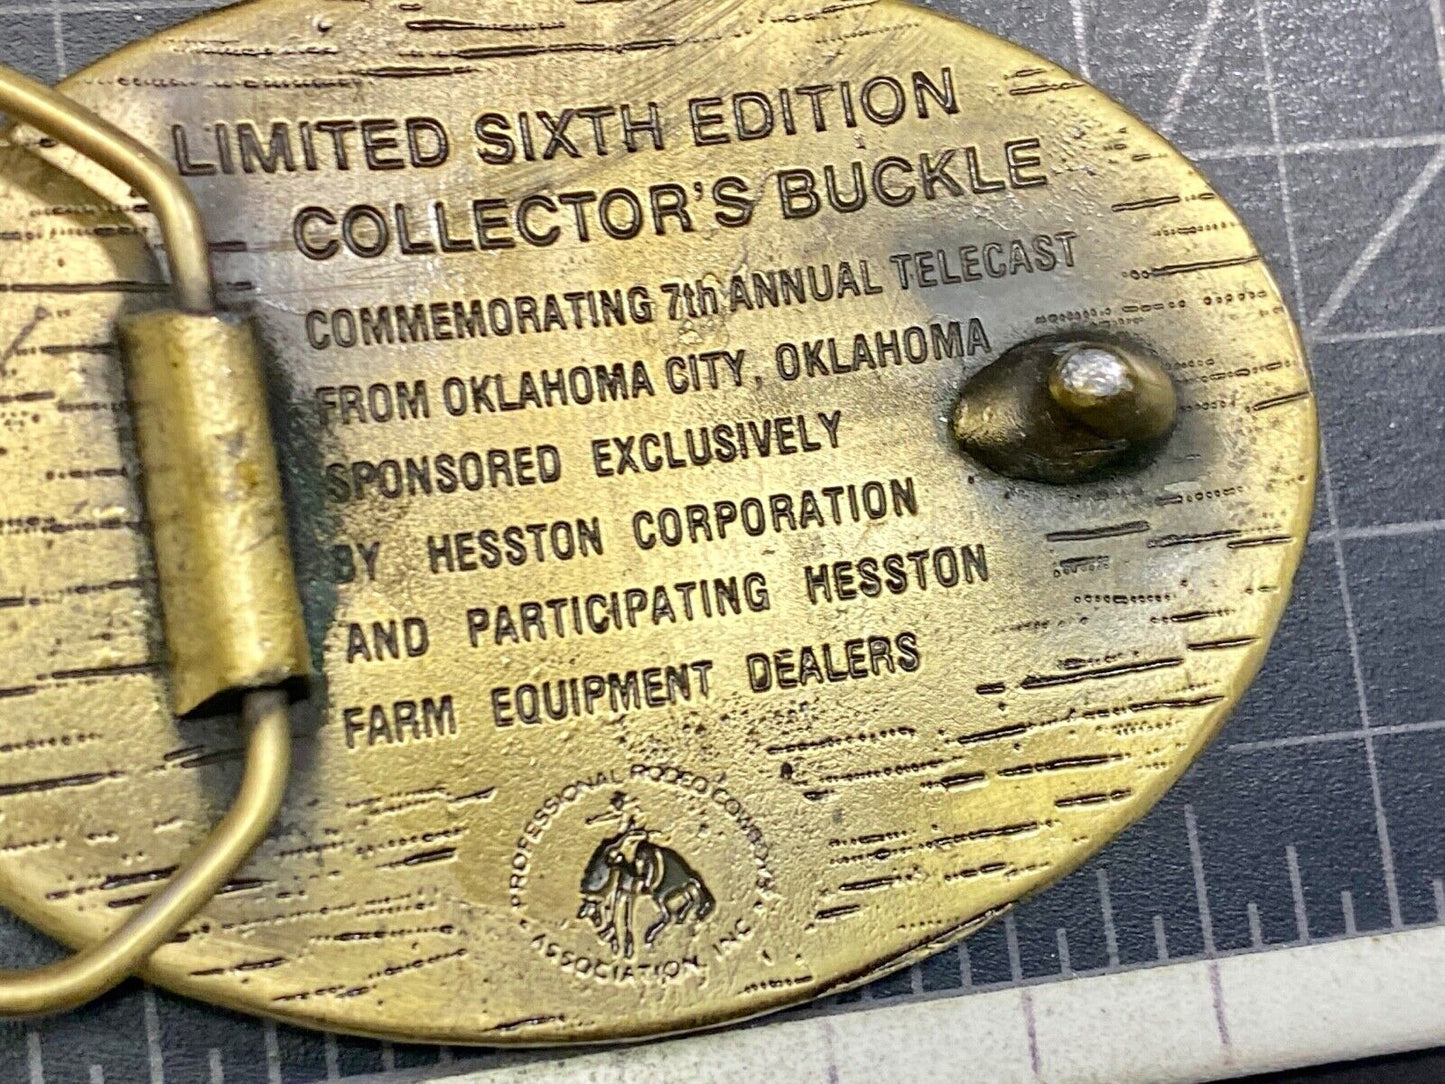 LIMITED SIXTH EDITION
COLLECTOR'S BUCKLE
COMMEMORATING 7th ANNUAL TELECAST
FROM OKLAHOMA CITY, OKLAHOMA
SPONSORED EXCLUSIVELY
BY HESSTON CORPORATION
AND PARTICIPATING HESSTON
FARM EQUIPMENT DEALERS
PROFESSIONAL RODEO COWBOYS
ASSOCIATION, INC.